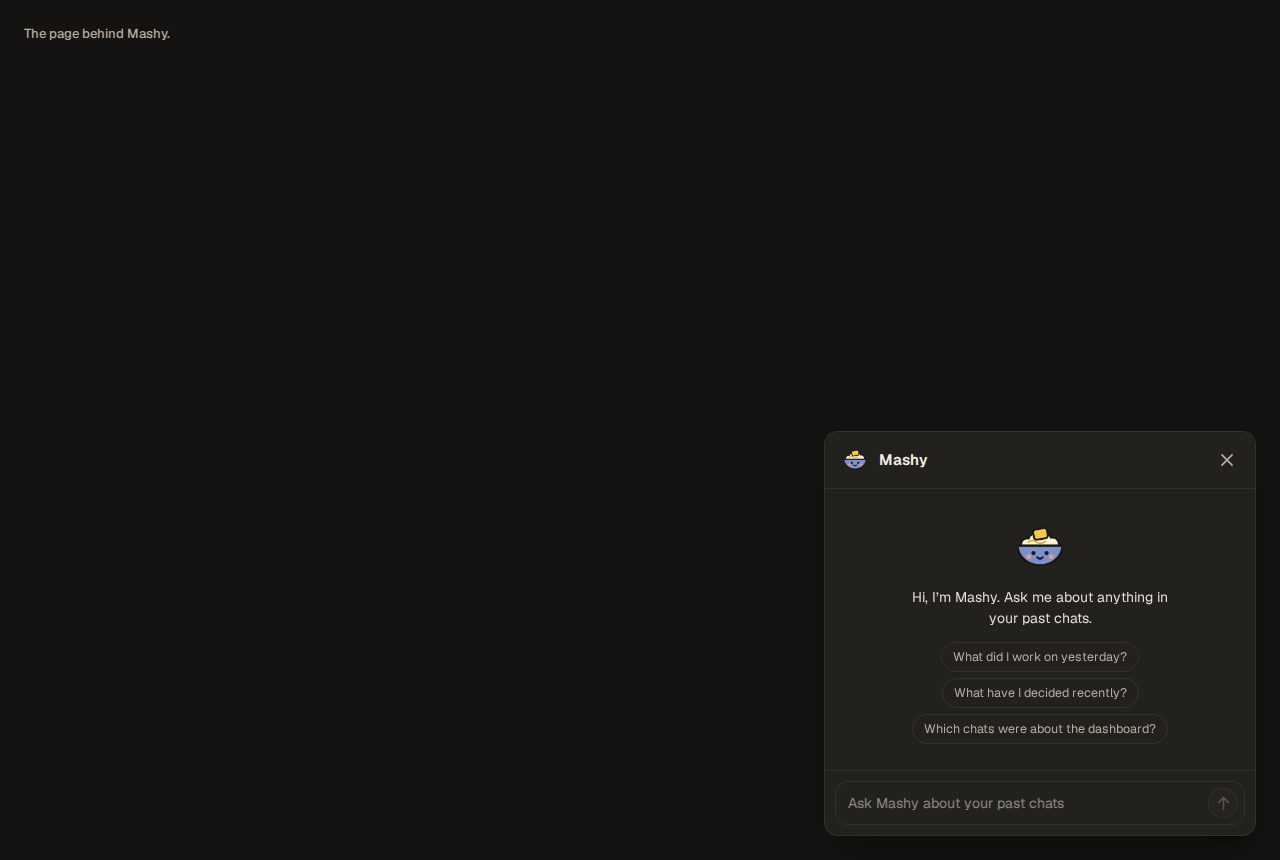 The page behind Mashy.
Mashy
Hi, I'm Mashy. Ask me about anything in
your past chats.
What did I work on yesterday?
What have I decided recently?
Which chats were about the dashboard?
Ask Mashy about your past chats